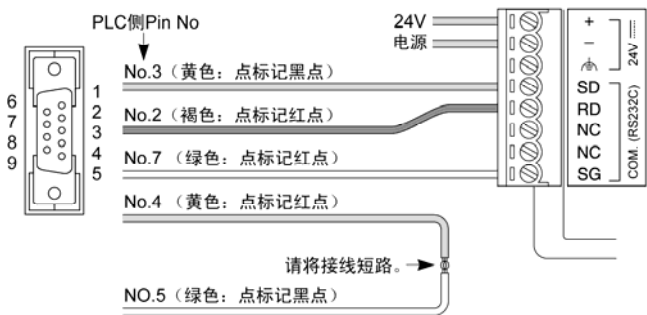 PLC侧Pin No
24V
电源
No.3（黄色：点标记黑点）
No.2（褐色：点标记红点）
No.7（绿色：点标记红点）
No.4 （黄色：点标记红点）
请将接线短路。
NO.5（绿色：点标记黑点）
1
2
3
4
5
6
7
8
9
+
−
24V
SD
RD
NC
NC
SG
COM. (RS232C)